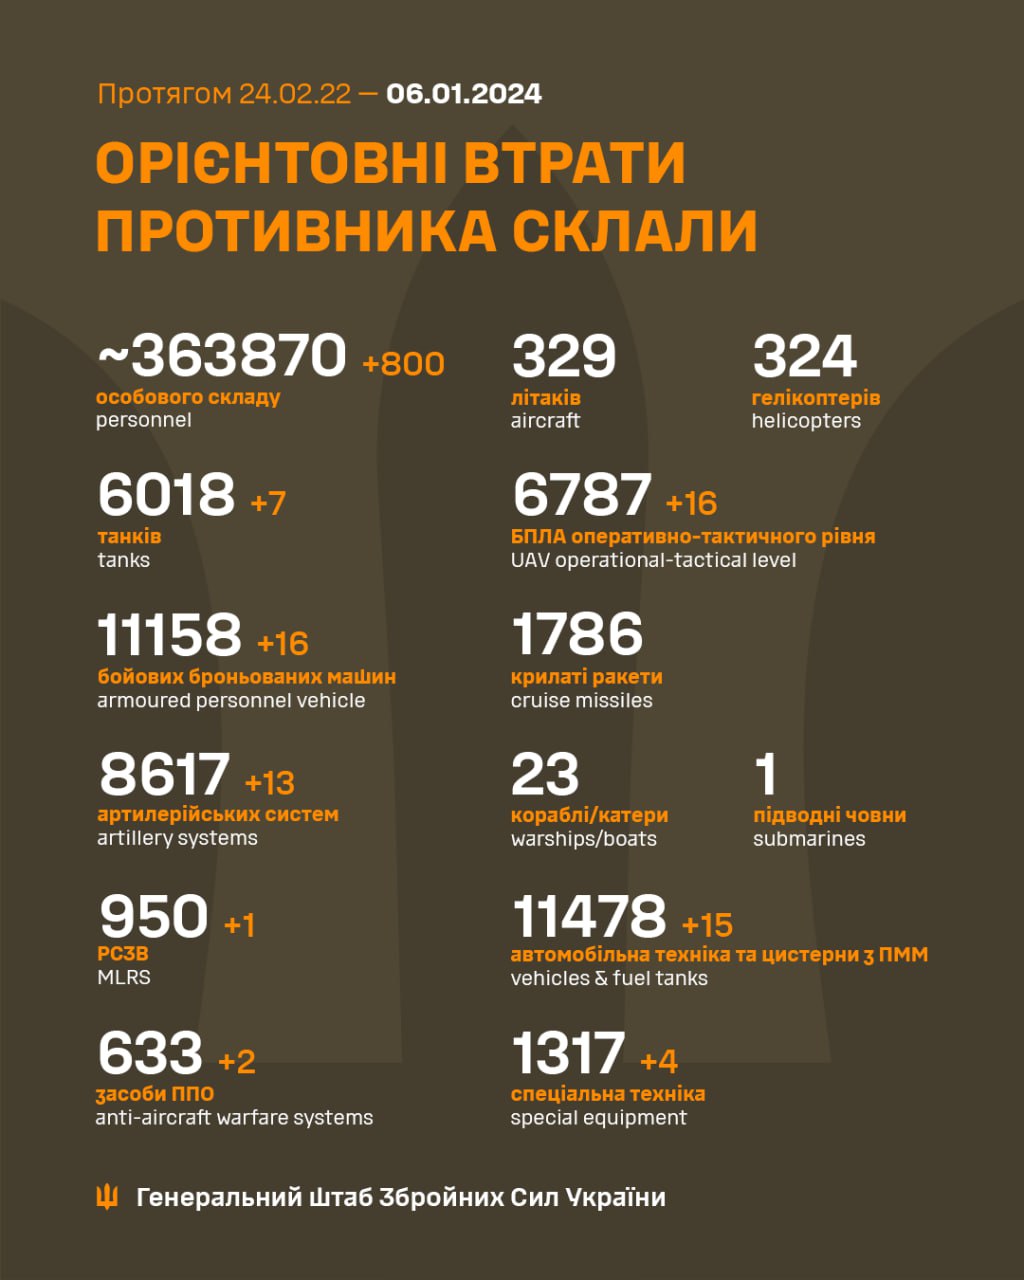 Протягом 24.02.22 — 06.01.2024
ОРІЄНТОВНІ ВТРАТИ
ПРОТИВНИКА СКЛАЛИ
~363870 +800
особового складу
personnel
329
літаків
aircraft
324
гелікоптерів
helicopters
6018 +7
танків
tanks
6787 +16
БПЛА оперативно-тактичного рівня
UAV operational-tactical level
11158 +16
бойових броньованих машин
armoured personnel vehicle
1786
крилаті ракети
cruise missiles
8617 +13
артилерійських систем
artillery systems
23
кораблі/катери
warships/boats
1
підводні човни
submarines
950 +1
РСЗВ
MLRS
11478 +15
автомобільна техніка та цистерни з ПММ
vehicles & fuel tanks
633 +2
засоби ППО
anti-aircraft warfare systems
1317 +4
спеціальна техніка
special equipment
Генеральний штаб Збройних Сил України